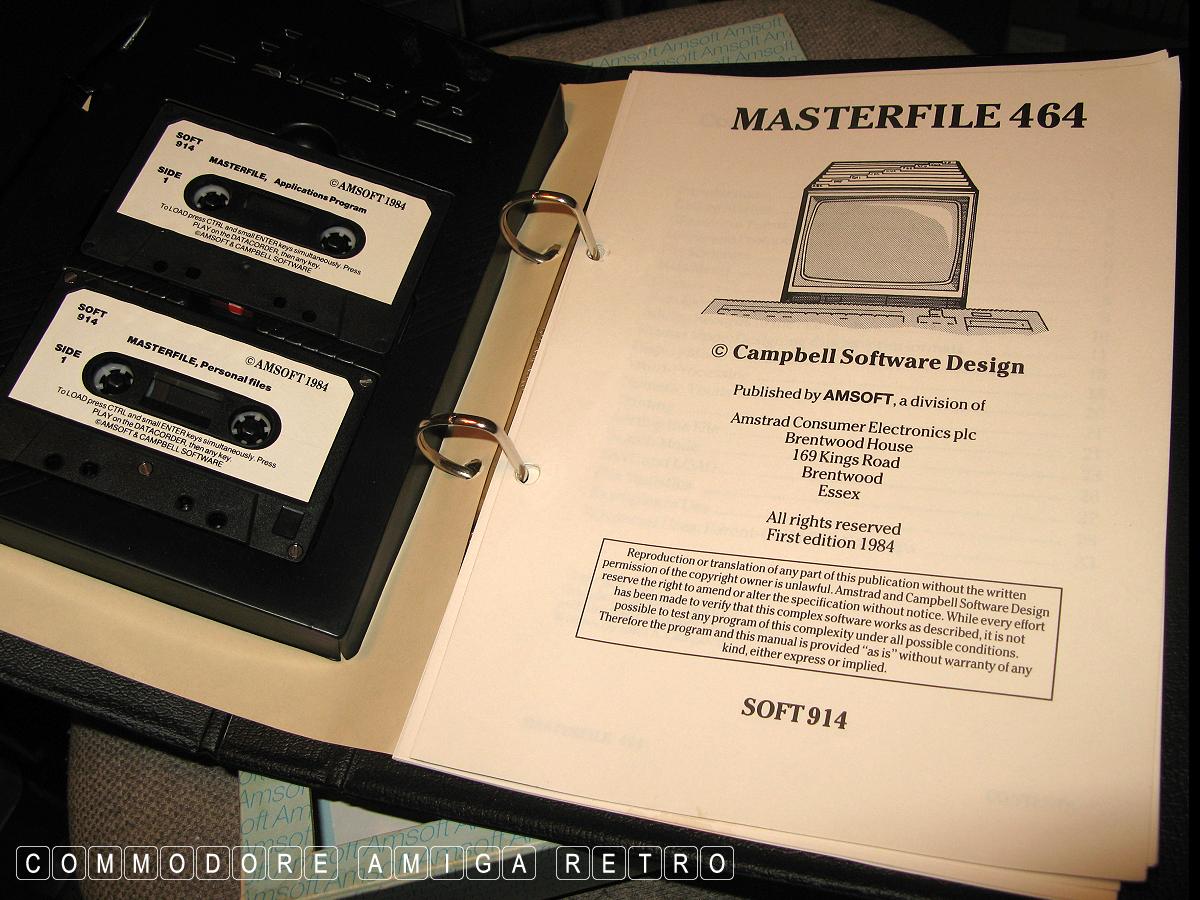 SOFT
914
MASTERFILE, Applications Program
©AMSOFT 1984
SIDE
1
To LOAD press CTRL and small ENTER keys simultaneously. Press
PLAY on the DATACORDER, then any key.
©AMSOFT & CAMPBELL SOFTWARE
SOFT
914
MASTERFILE, Personal files
©AMSOFT 1984
SIDE
1
To LOAD press CTRL and small ENTER keys simultaneously. Press
PLAY on the DATACORDER, then any key.
©AMSOFT & CAMPBELL SOFTWARE
MASTERFILE 464
© Campbell Software Design
Published by AMSOFT, a division of
Amstrad Consumer Electronics plc
Brentwood House
169 Kings Road
Brentwood
Essex
All rights reserved
First edition 1984
Reproduction or translation of any part of this publication without the written
permission of the copyright owner is unlawful. Amstrad and Campbell Software Design
reserve the right to amend or alter the specification without notice. While every effort
has been made to verify that this complex software works as described, it is not
possible to test any program of this complexity under all possible conditions.
Therefore the program and this manual is provided "as is" without warranty of any
kind, either express or implied.
SOFT 914
Amsoft Amsoft Amsoft
Amsoft
COMMODORE AMIGA RETRO